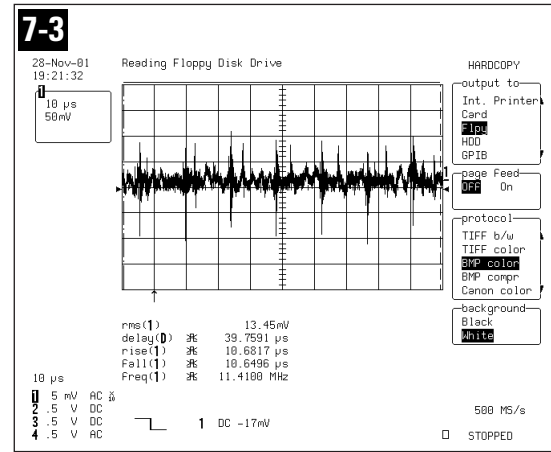 7-3
28-Nov-01
19:21:32
Reading Floppy Disk Drive
HARDCOPY
1
10 µs
50mV
output to
Int. Printer
Card
Flpy
HDD
GPIB
1
page Feed
Off On
protocol
TIFF b/w
TIFF color
BMP color
BMP compr
Canon color
background
Black
White
rms(1) 13.45mV
delay(D) 39.7591 µs
rise(1) 10.6817 µs
fall(1) 10.6496 µs
freq(1) 11.4100 MHz
10 µs
1 5 mV AC
2 .5 V DC
3 .5 V DC
4 .5 V AC
1 DC -17mV
500 MS/s
STOPPED